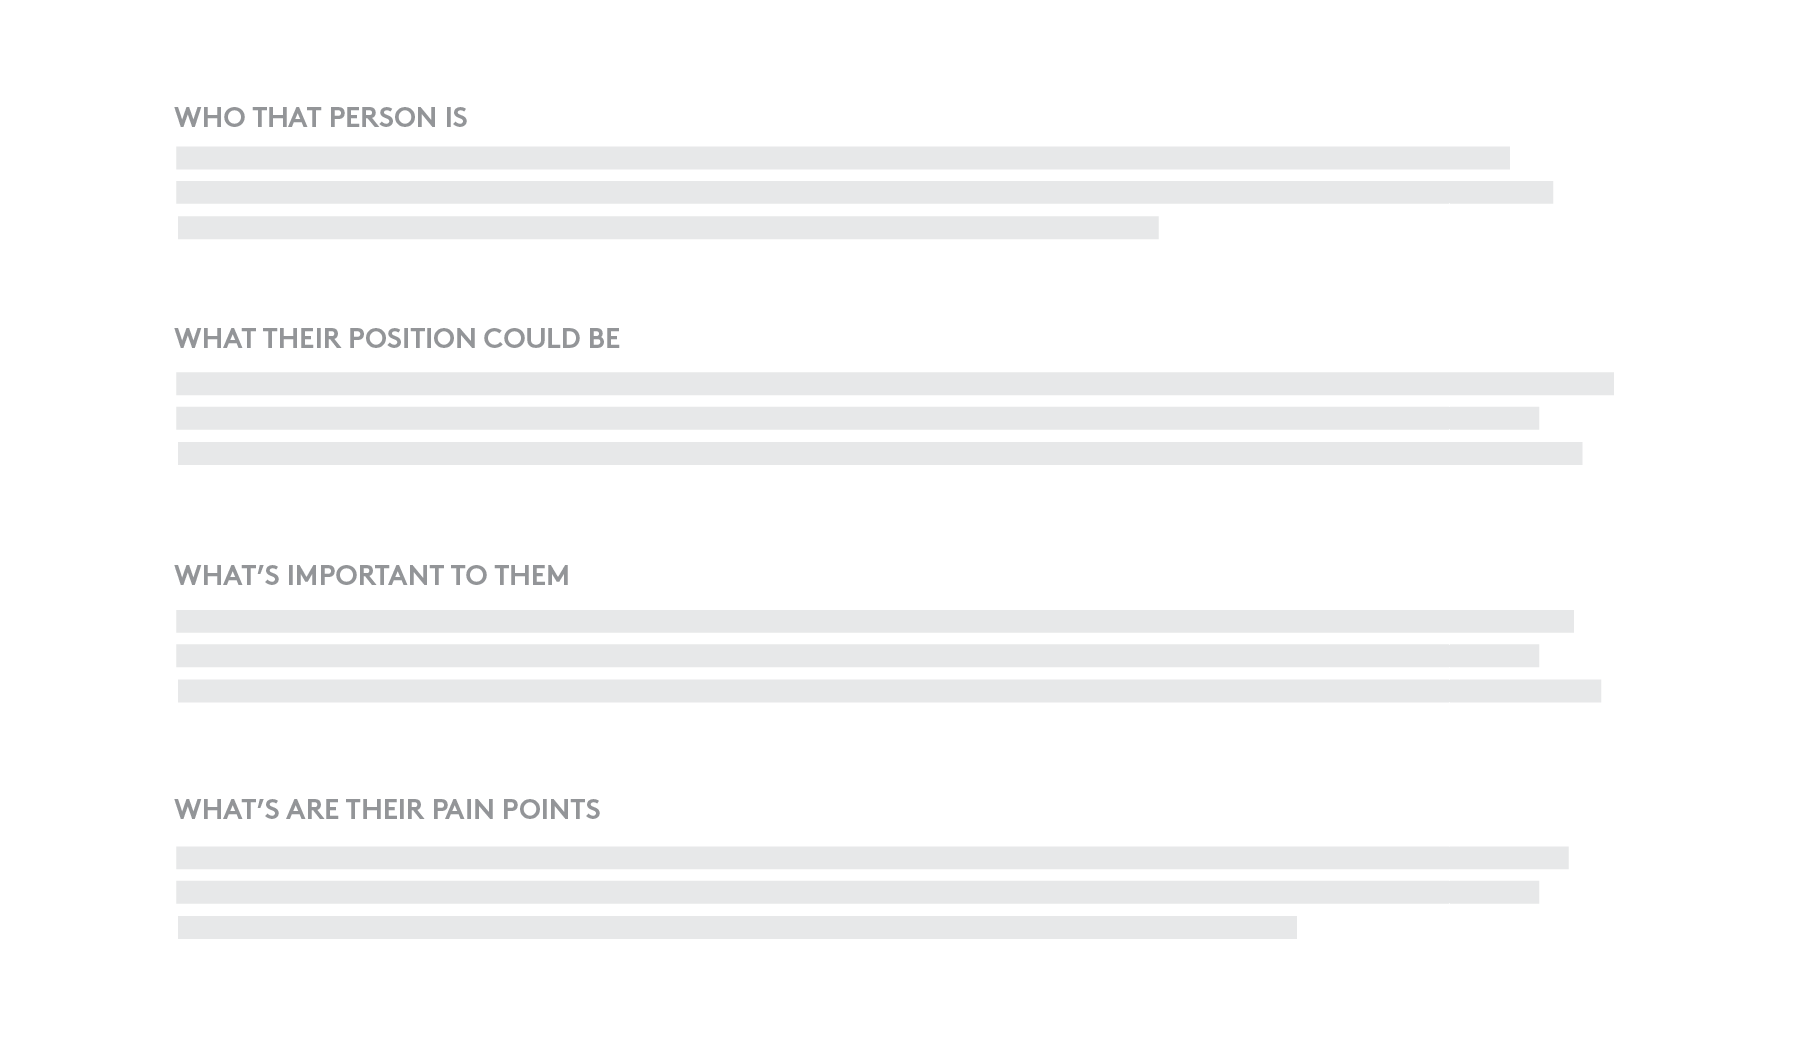 WHO THAT PERSON IS
WHAT THEIR POSITION COULD BE
WHAT’S IMPORTANT TO THEM
WHAT’S ARE THEIR PAIN POINTS